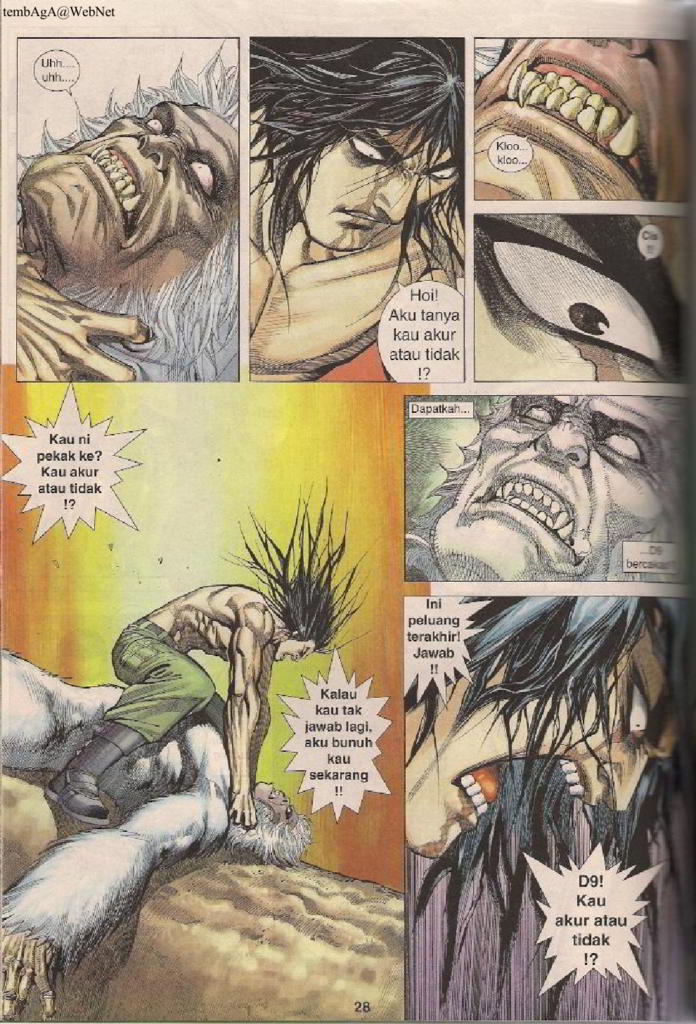 tembAgA@WebNet
Uhh....
uhh....
Hoi!
Aku tanya
kau akur
atau tidak
!?
Kloo...
kloo...
Kau ni
pekak ke?
Kau akur
atau tidak
!?
Dapatkah...
...D9
bercakap
Ini
peluang
terakhir!
Jawab
!!
Kalau
kau tak
jawab lagi,
aku bunuh
kau
sekarang
!!
D9!
Kau
akur atau
tidak
!?
28